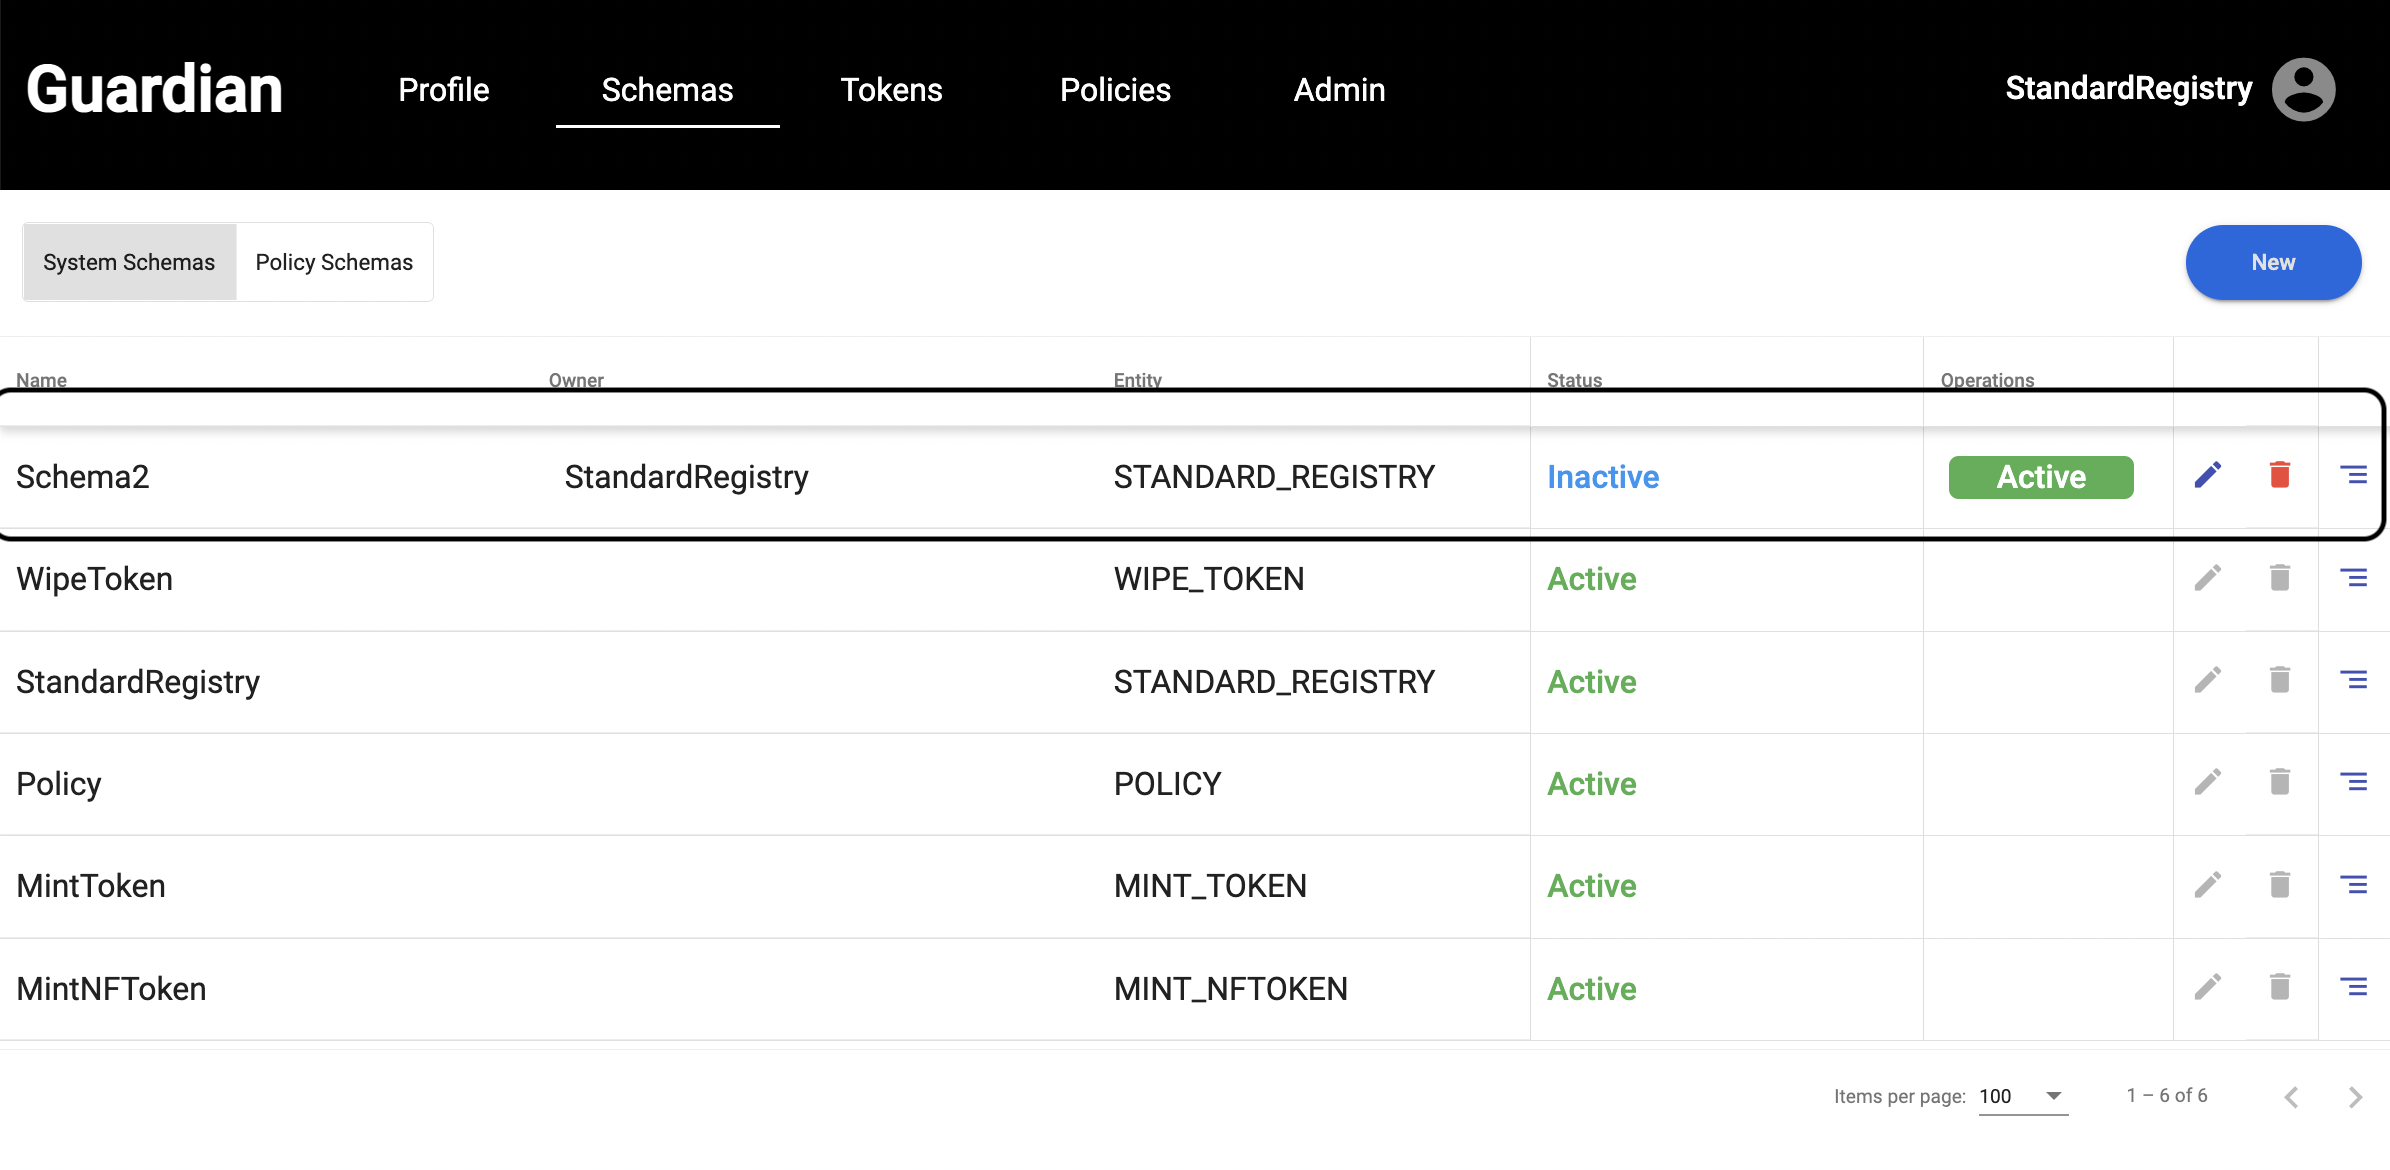 Guardian Profile Schemas Tokens Policies Admin StandardRegistry
System Schemas Policy Schemas New
Name Owner Entity Status Operations
Schema2 StandardRegistry STANDARD_REGISTRY Inactive Active
WipeToken WIPE_TOKEN Active
StandardRegistry STANDARD_REGISTRY Active
Policy POLICY Active
MintToken MINT_TOKEN Active
MintNFToken MINT_NFTOKEN Active
Items per page: 100 1 – 6 of 6